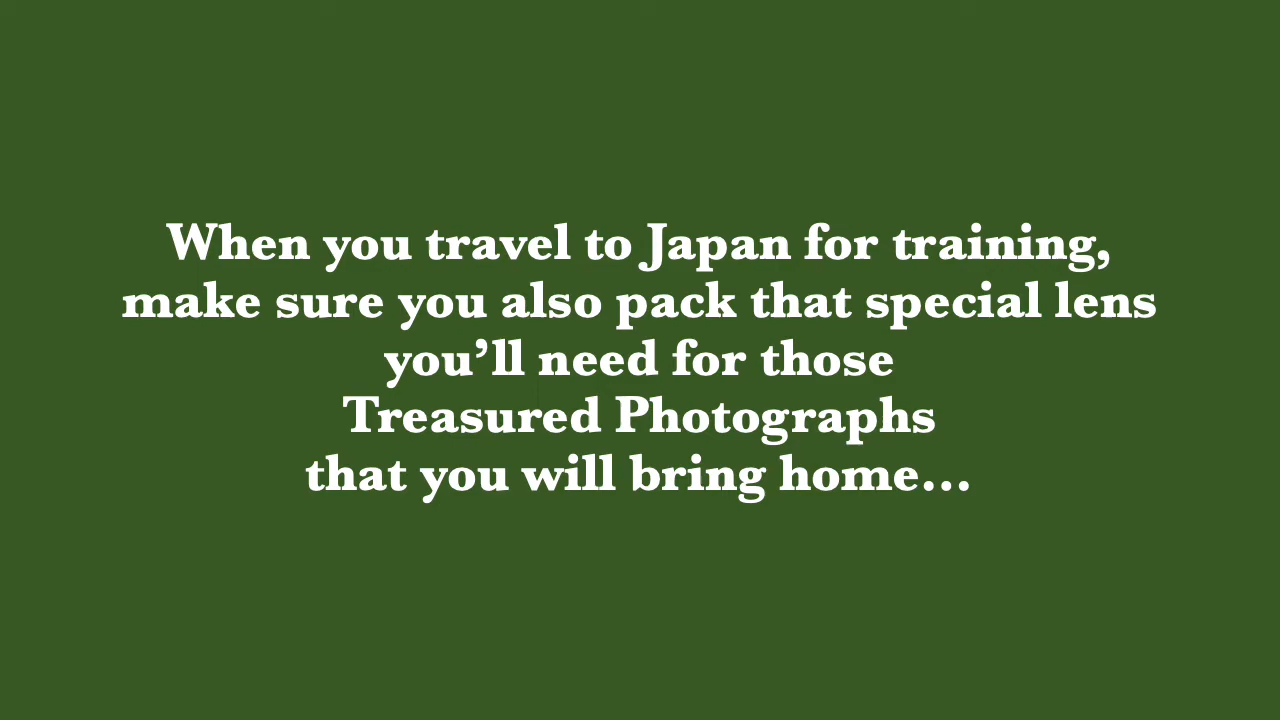 When you travel to Japan for training,
make sure you also pack that special lens
you’ll need for those
Treasured Photographs
that you will bring home...